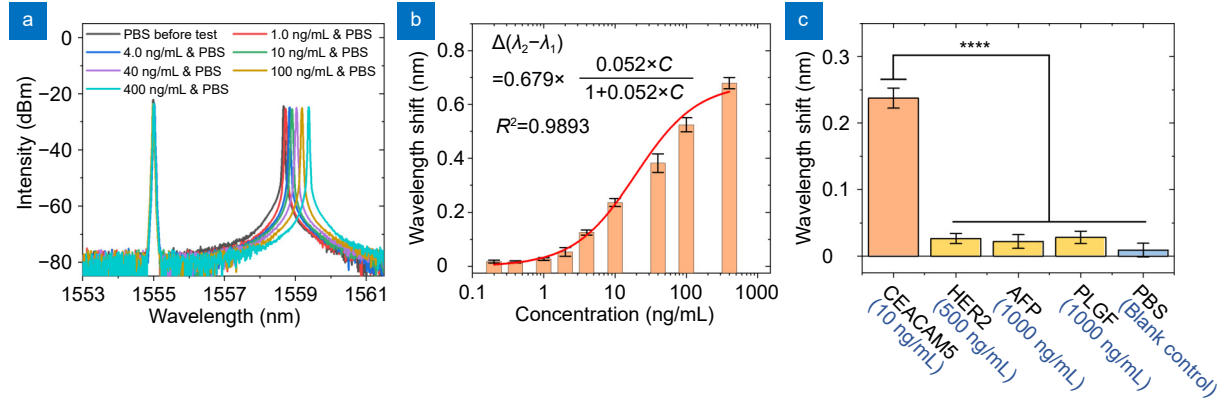 a
0
−20
−40
−60
−80
Intensity (dBm)
PBS before test
1.0 ng/mL & PBS
4.0 ng/mL & PBS
10 ng/mL & PBS
40 ng/mL & PBS
100 ng/mL & PBS
400 ng/mL & PBS
1553
1555
1557
1559
1561
Wavelength (nm)
b
0.8
0.6
0.4
0.2
0
Wavelength shift (nm)
Δ(λ₂−λ₁)
=0.679× 0.052×C
1+0.052×C
R²=0.9893
0.1
1
10
100
1000
Concentration (ng/mL)
c
0.3
0.2
0.1
0
Wavelength shift (nm)
****
CEACAM5
(10 ng/mL)
HER2
(500 ng/mL)
AFP
(1000 ng/mL)
PLGF
(1000 ng/mL)
PBS
(Blank control)